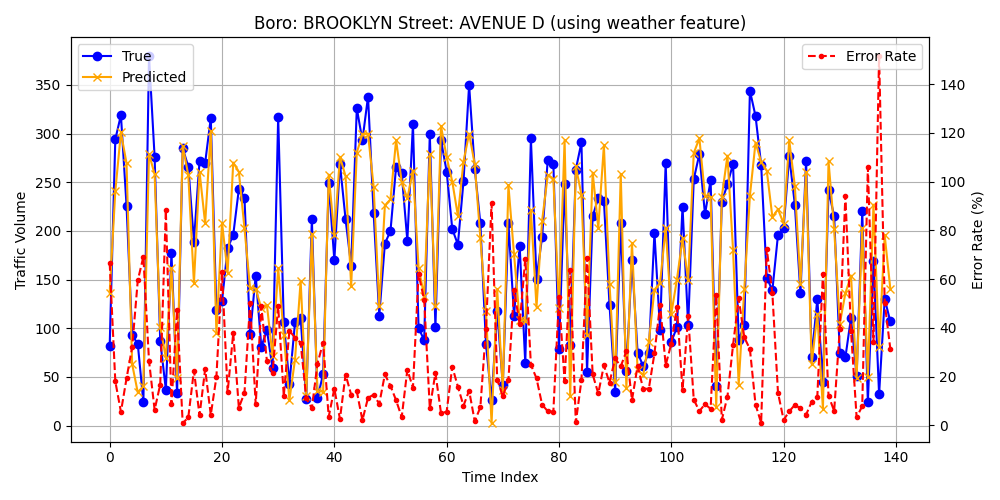 Boro: BROOKLYN Street: AVENUE D (using weather feature)
True
Predicted
Error Rate
Traffic Volume
350
300
250
200
150
100
50
0
140
120
100
80
60
40
20
0
Error Rate (%)
0 20 40 60 80 100 120 140
Time Index